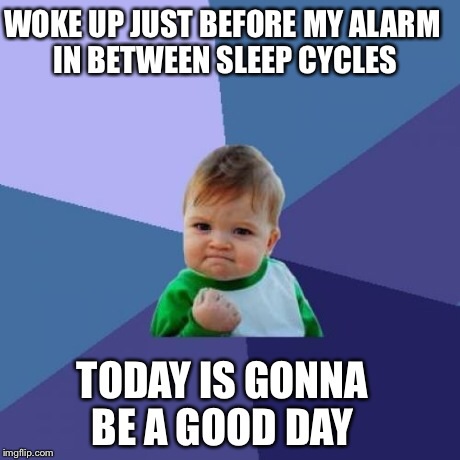 WOKE UP JUST BEFORE MY ALARM
IN BETWEEN SLEEP CYCLES
TODAY IS GONNA
BE A GOOD DAY
imgflip.com